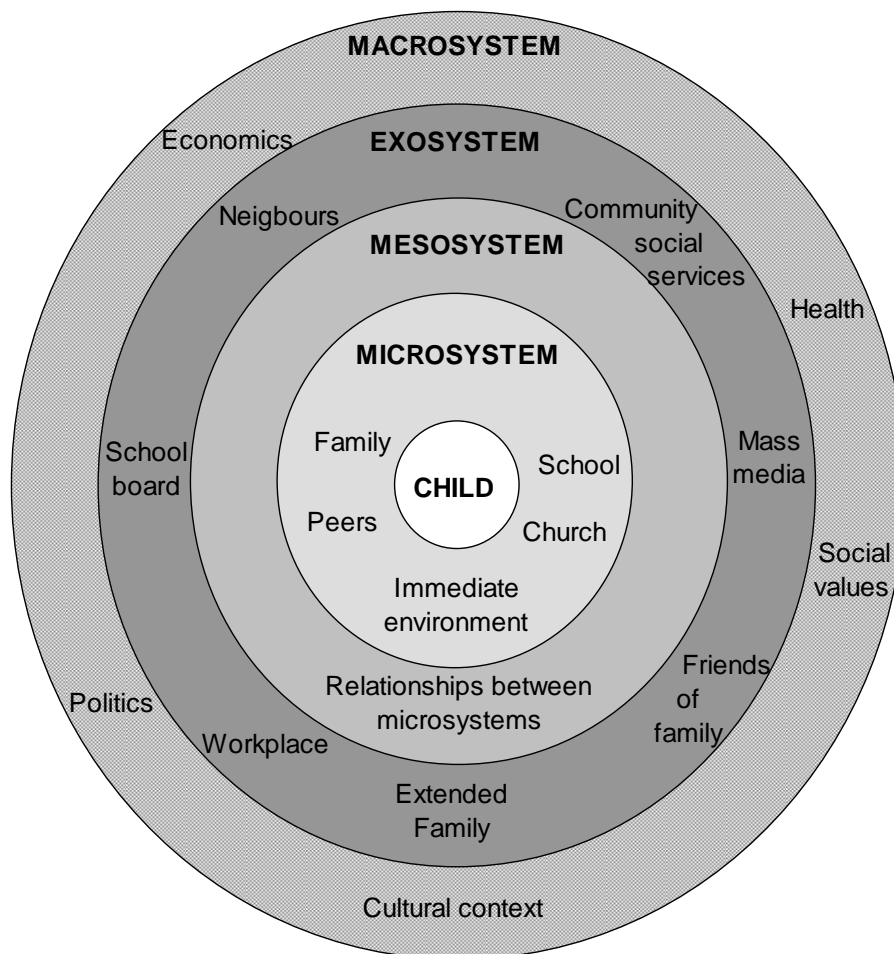 MACROSYSTEM
Economics
EXOSYSTEM
Neigbours
Community
social
services
MESOSYSTEM
Health
MICROSYSTEM
Family
School
School
board
CHILD
Mass
media
Peers
Church
Social
values
Immediate
environment
Relationships between
microsystems
Friends
of
family
Politics
Workplace
Extended
Family
Cultural context